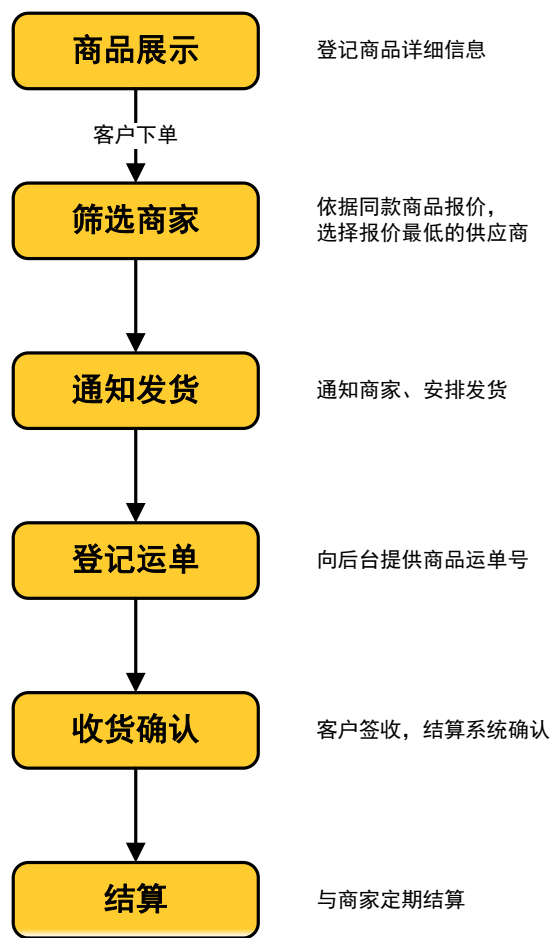 商品展示
登记商品详细信息
客户下单
筛选商家
依据同款商品报价，
选择报价最低的供应商
通知发货
通知商家、安排发货
登记运单
向后台提供商品运单号
收货确认
客户签收，结算系统确认
结算
与商家定期结算